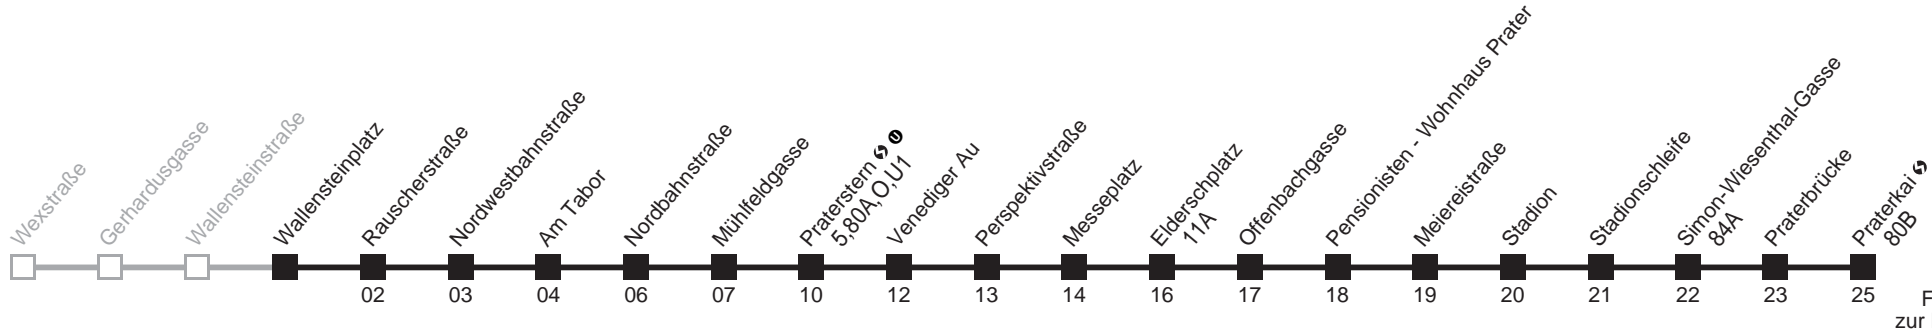 Wexstraße
Gerhardusgasse
Wallensteinstraße
Wallensteinplatz
Rauscherstraße
Nordwestbahnstraße
Am Tabor
Nordbahnstraße
Mühlfeldgasse
Praterstern S U
5,80A,O,U1
Venediger Au
Perspektivstraße
Messeplatz
Elderschplatz
11A
Offenbachgasse
Pensionisten - Wohnhaus Prater
Meiereistraße
Stadion
Stadionschleife
Simon-Wiesenthal-Gasse
84A
Praterbrücke
Praterkai S
80B
02 03 04 06 07 10 12 13 14 16 17 18 19 20 21 22 23 25
F
zur